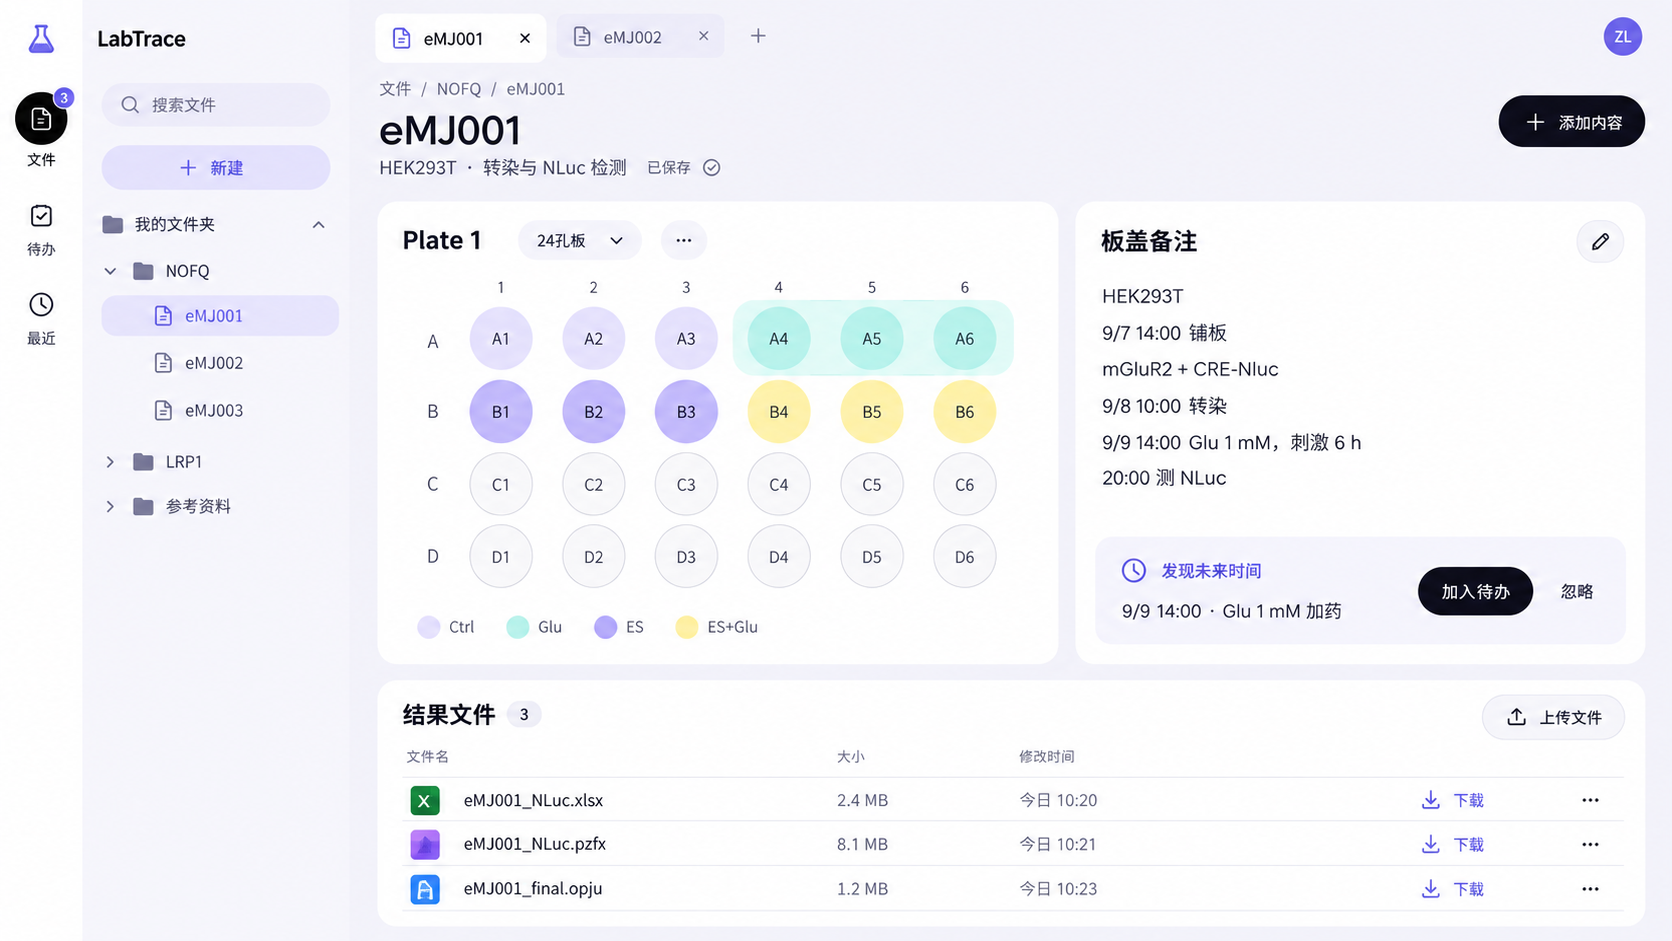 LabTrace
3
文件
待办
最近
搜索文件
+ 新建
我的文件夹
NOFQ
eMJ001
eMJ002
eMJ003
LRP1
参考资料
eMJ001 ×
eMJ002 ×
+
ZL
文件 / NOFQ / eMJ001
eMJ001
HEK293T · 转染与 NLuc 检测 已保存
+ 添加内容
Plate 1 24孔板 ···
1 2 3 4 5 6
A A1 A2 A3 A4 A5 A6
B B1 B2 B3 B4 B5 B6
C C1 C2 C3 C4 C5 C6
D D1 D2 D3 D4 D5 D6
Ctrl Glu ES ES+Glu
板盖备注
HEK293T
9/7 14:00 铺板
mGluR2 + CRE-Nluc
9/8 10:00 转染
9/9 14:00 Glu 1 mM，刺激 6 h
20:00 测 NLuc
发现未来时间
9/9 14:00 · Glu 1 mM 加药
加入待办 忽略
结果文件 3
上传文件
文件名 大小 修改时间
X eMJ001_NLuc.xlsx 2.4 MB 今日 10:20 下载 ···
eMJ001_NLuc.pzfx 8.1 MB 今日 10:21 下载 ···
eMJ001_final.opju 1.2 MB 今日 10:23 下载 ···